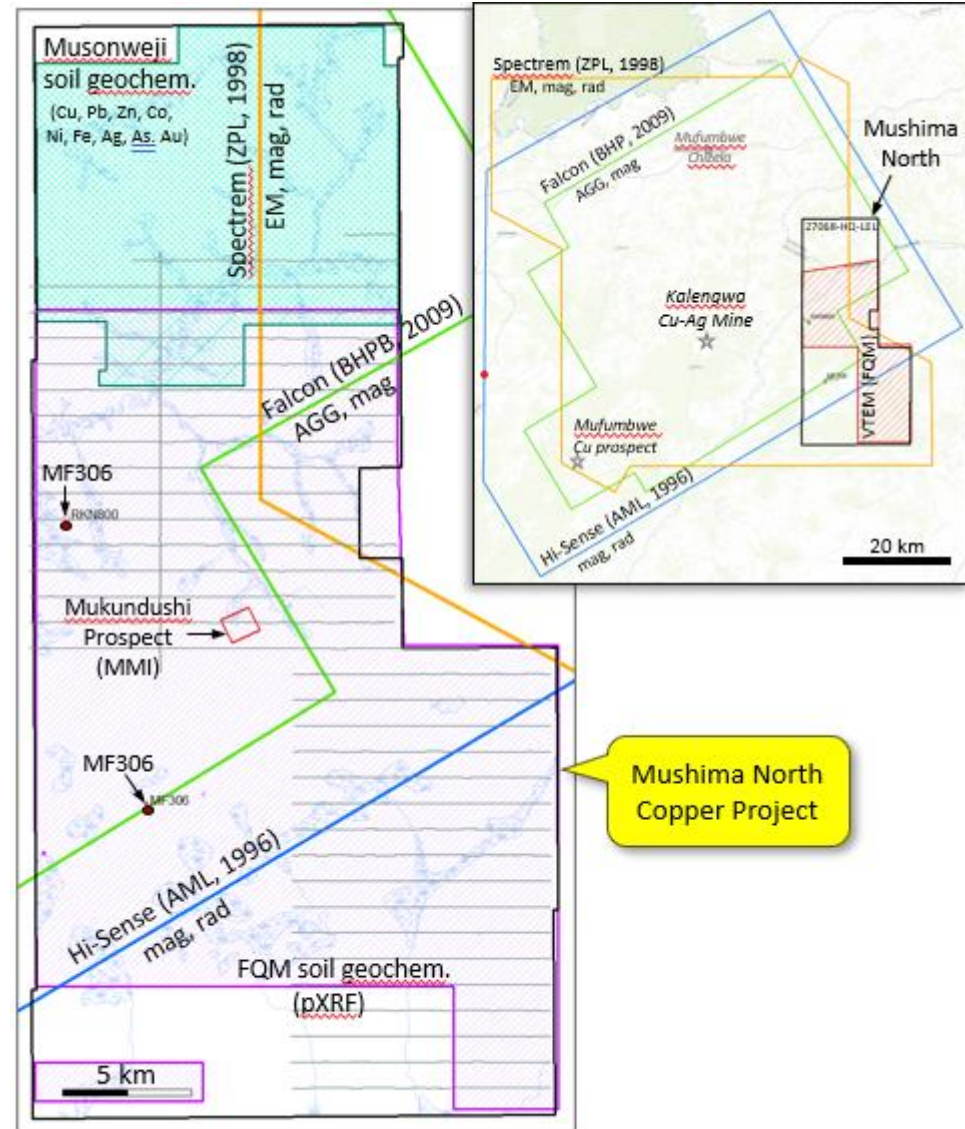 Musonweji
soil geochem.
(Cu, Pb, Zn, Co,
Ni, Fe, Ag, As. Au)
Spectrem (ZPL, 1998)
EM, mag, rad
Falcon (BHPB, 2009)
AGG, mag
MF306
RKN800
Mukundushi
Prospect
(MMI)
MF306
MF306
Hi-Sense (AML, 1996)
mag, rad
FQM soil geochem.
(pXRF)
5 km
Mushima North
Copper Project
Spectrem (ZPL, 1998)
EM, mag, rad
Falcon (BHP, 2009)
AGG, mag
Mufumbwe
Mushima
North
27068-HQ-LEL
Kalengwa
Cu-Ag Mine
VTEM (FQM)
Mufumbwe
Cu prospect
Hi-Sense (AML, 1996)
mag, rad
20 km